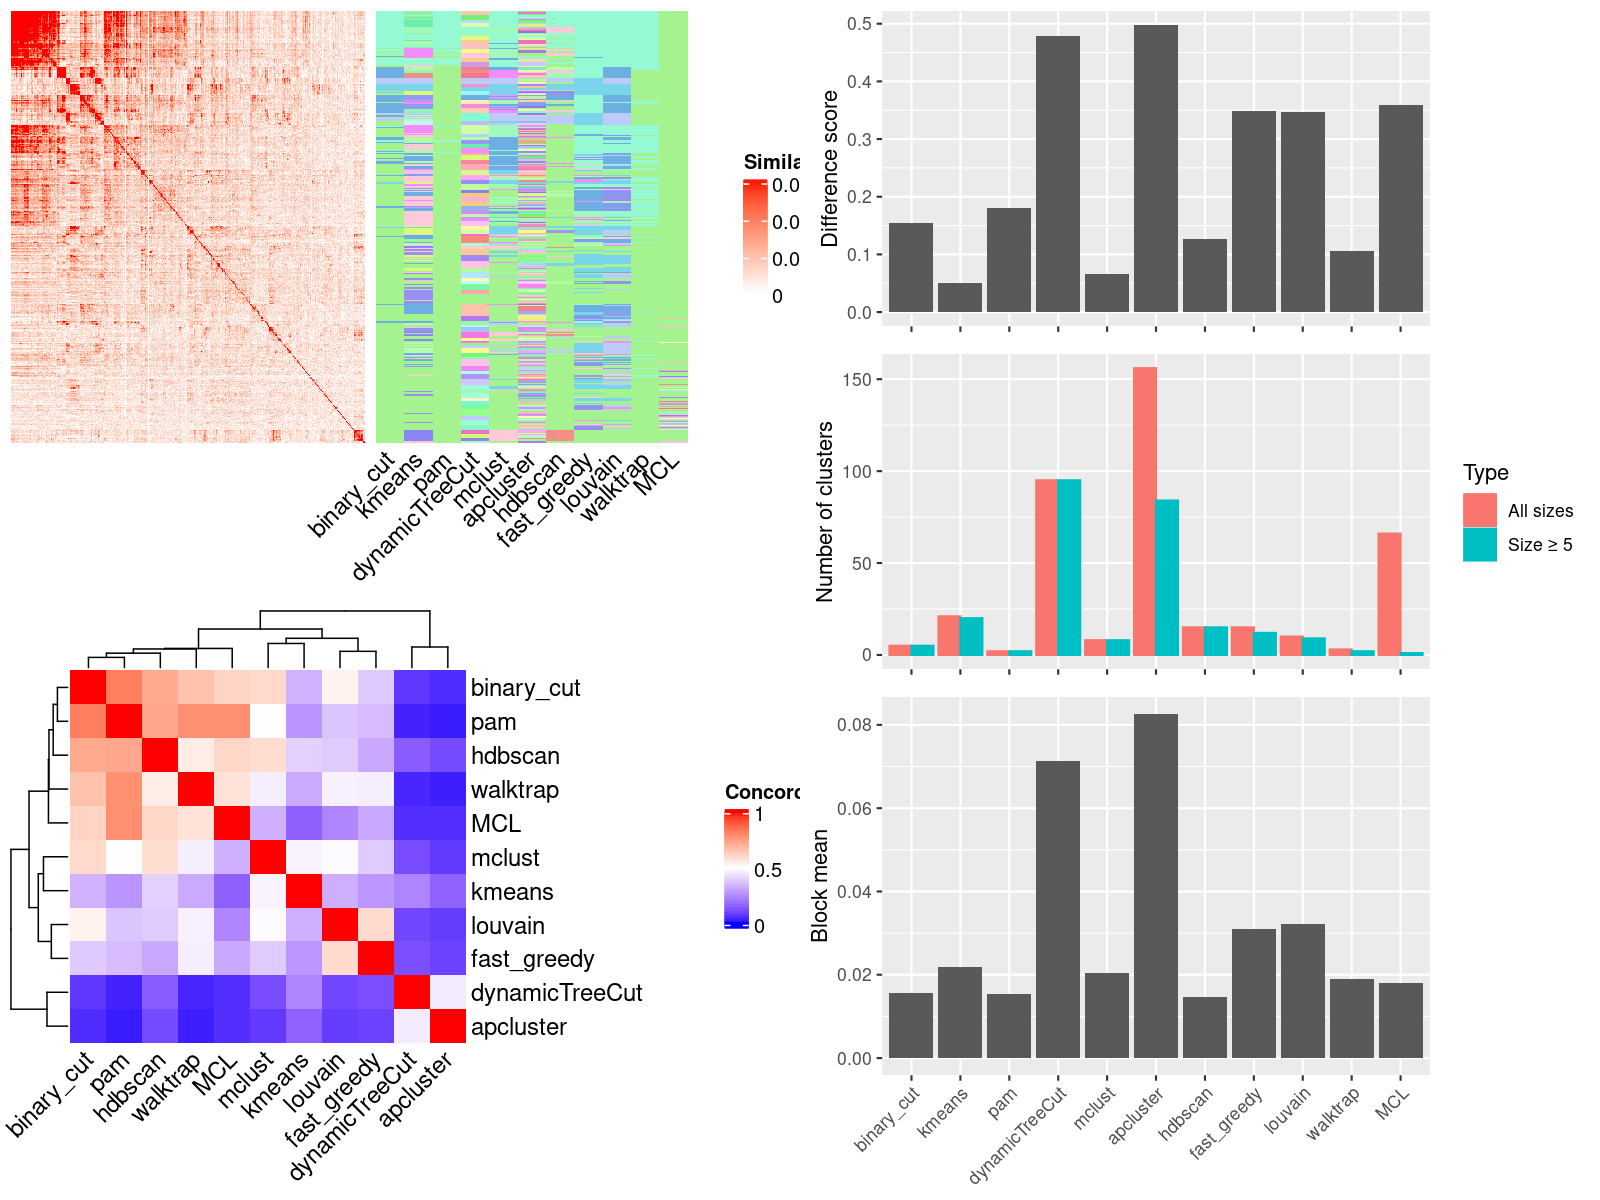 Simila
0.0
0.0
0.0
0
binary_cut
kmeans
pam
dynamicTreeCut
mclust
apcluster
hdbscan
fast_greedy
louvain
walktrap
MCL
binary_cut
pam
hdbscan
walktrap
MCL
mclust
kmeans
louvain
fast_greedy
dynamicTreeCut
apcluster
binary_cut
pam
hdbscan
walktrap
MCL
mclust
kmeans
louvain
fast_greedy
dynamicTreeCut
apcluster
Concord
1
0.5
0
Difference score
0.5
0.4
0.3
0.2
0.1
0.0
Number of clusters
150
100
50
0
Type
All sizes
Size ≥ 5
Block mean
0.08
0.06
0.04
0.02
0.00
binary_cut
kmeans
pam
dynamicTreeCut
mclust
apcluster
hdbscan
fast_greedy
louvain
walktrap
MCL